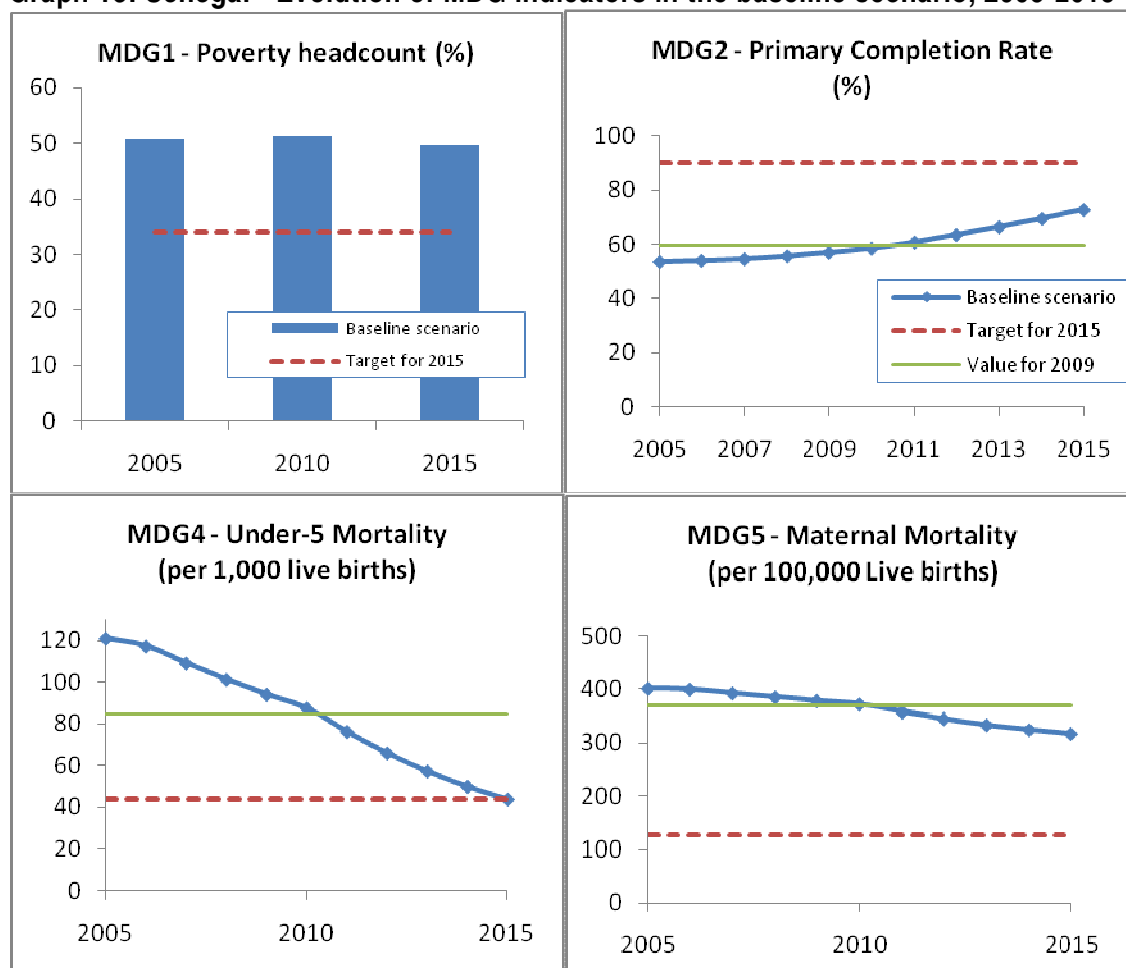 MDG1 - Poverty headcount (%)
60
50
40
30
20
10
0
Baseline scenario
Target for 2015
2005 2010 2015
MDG2 - Primary Completion Rate
(%)
100
80
60
40
20
0
Baseline scenario
Target for 2015
Value for 2009
2005 2007 2009 2011 2013 2015
MDG4 - Under-5 Mortality
(per 1,000 live births)
120
100
80
60
40
20
0
2005 2010 2015
MDG5 - Maternal Mortality
(per 100,000 Live births)
500
400
300
200
100
0
2005 2010 2015